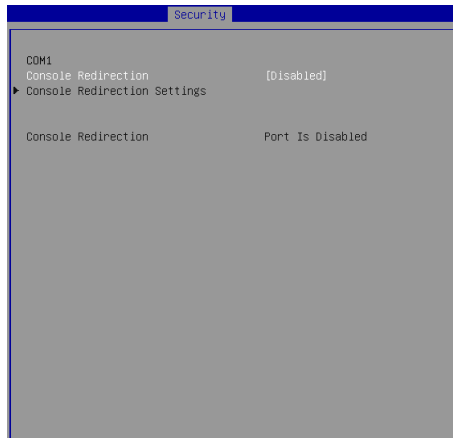 Security
COM1
Console Redirection [Disabled]
Console Redirection Settings
Console Redirection Port Is Disabled